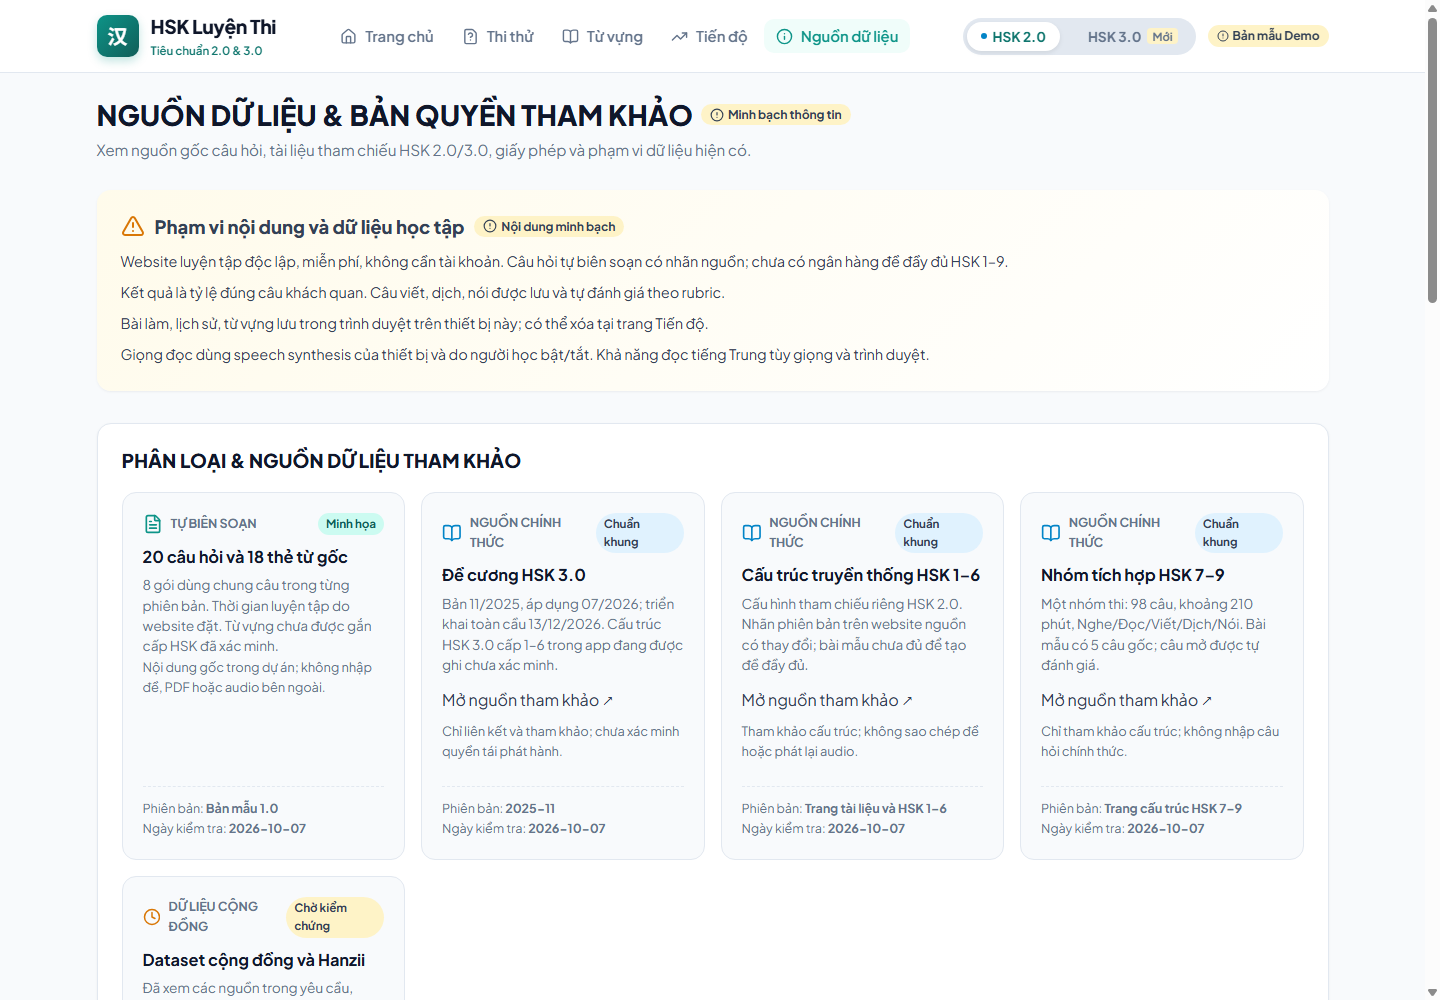 汉
HSK Luyện Thi
Tiêu chuẩn 2.0 & 3.0
Trang chủ
Thi thử
Từ vựng
Tiến độ
Nguồn dữ liệu
HSK 2.0
HSK 3.0 Mới
Bản mẫu Demo
NGUỒN DỮ LIỆU & BẢN QUYỀN THAM KHẢO
Minh bạch thông tin
Xem nguồn gốc câu hỏi, tài liệu tham chiếu HSK 2.0/3.0, giấy phép và phạm vi dữ liệu hiện có.
Phạm vi nội dung và dữ liệu học tập
Nội dung minh bạch
Website luyện tập độc lập, miễn phí, không cần tài khoản. Câu hỏi tự biên soạn có nhãn nguồn; chưa có ngân hàng đề đầy đủ HSK 1–9.
Kết quả là tỷ lệ đúng câu khách quan. Câu viết, dịch, nói được lưu và tự đánh giá theo rubric.
Bài làm, lịch sử, từ vựng lưu trong trình duyệt trên thiết bị này; có thể xóa tại trang Tiến độ.
Giọng đọc dùng speech synthesis của thiết bị và do người học bật/tắt. Khả năng đọc tiếng Trung tùy giọng và trình duyệt.
PHÂN LOẠI & NGUỒN DỮ LIỆU THAM KHẢO
TỰ BIÊN SOẠN
Minh họa
20 câu hỏi và 18 thẻ từ gốc
8 gói dùng chung câu trong từng
phiên bản. Thời gian luyện tập do
website đặt. Từ vựng chưa được gắn
cấp HSK đã xác minh.
Nội dung gốc trong dự án; không nhập
đề, PDF hoặc audio bên ngoài.
Phiên bản: Bản mẫu 1.0
Ngày kiểm tra: 2026-10-07
NGUỒN CHÍNH
THỨC
Chuẩn
khung
Đề cương HSK 3.0
Bản 11/2025, áp dụng 07/2026; triển
khai toàn cầu 13/12/2026. Cấu trúc
HSK 3.0 cấp 1–6 trong app đang được
ghi chưa xác minh.
Mở nguồn tham khảo ↗
Chỉ liên kết và tham khảo; chưa xác minh
quyền tái phát hành.
Phiên bản: 2025-11
Ngày kiểm tra: 2026-10-07
NGUỒN CHÍNH
THỨC
Chuẩn
khung
Cấu trúc truyền thống HSK 1–6
Cấu hình tham chiếu riêng HSK 2.0.
Nhãn phiên bản trên website nguồn
có thay đổi; bài mẫu chưa đủ để tạo
đề đầy đủ.
Mở nguồn tham khảo ↗
Tham khảo cấu trúc; không sao chép đề
hoặc phát lại audio.
Phiên bản: Trang tài liệu và HSK 1–6
Ngày kiểm tra: 2026-10-07
NGUỒN CHÍNH
THỨC
Chuẩn
khung
Nhóm tích hợp HSK 7–9
Một nhóm thi: 98 câu, khoảng 210
phút, Nghe/Đọc/Viết/Dịch/Nói. Bài
mẫu có 5 câu gốc; câu mở được tự
đánh giá.
Mở nguồn tham khảo ↗
Chỉ tham khảo cấu trúc; không nhập câu
hỏi chính thức.
Phiên bản: Trang cấu trúc HSK 7–9
Ngày kiểm tra: 2026-10-07
DỮ LIỆU CỘNG
ĐỒNG
Chờ kiểm
chứng
Dataset cộng đồng và Hanzii
Đã xem các nguồn trong yêu cầu,